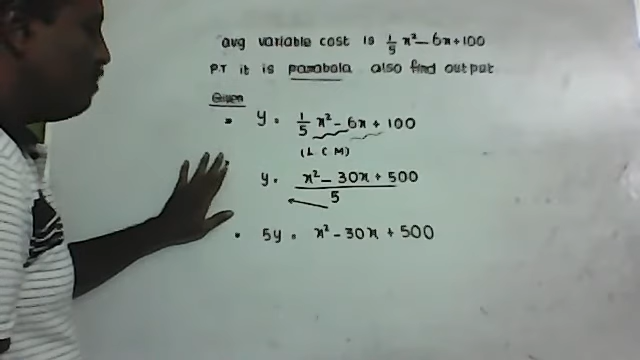 avg variable cost is 1/5 x² - 6x + 100
P.T it is parabola also find output
Given
y = 1/5 x² - 6x + 100
(L C M)
y = x² - 30x + 500 / 5
5y = x² - 30x + 500